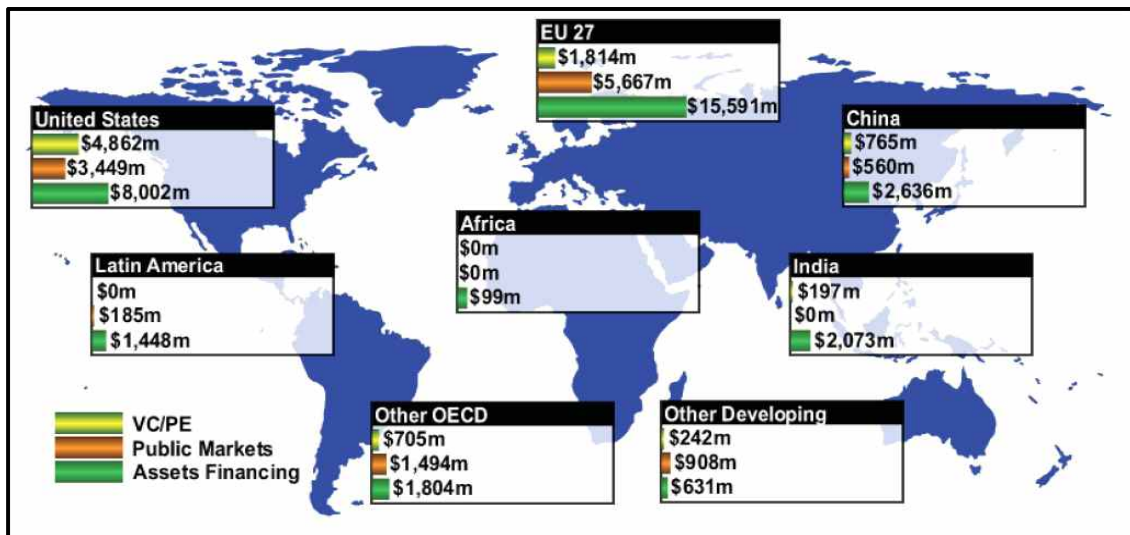 EU 27
$1,814m
$5,667m
$15,591m
United States
$4,862m
$3,449m
$8,002m
China
$765m
$560m
$2,636m
Africa
$0m
$0m
$99m
Latin America
$0m
$185m
$1,448m
India
$197m
$0m
$2,073m
VC/PE
Public Markets
Assets Financing
Other OECD
$705m
$1,494m
$1,804m
Other Developing
$242m
$908m
$631m